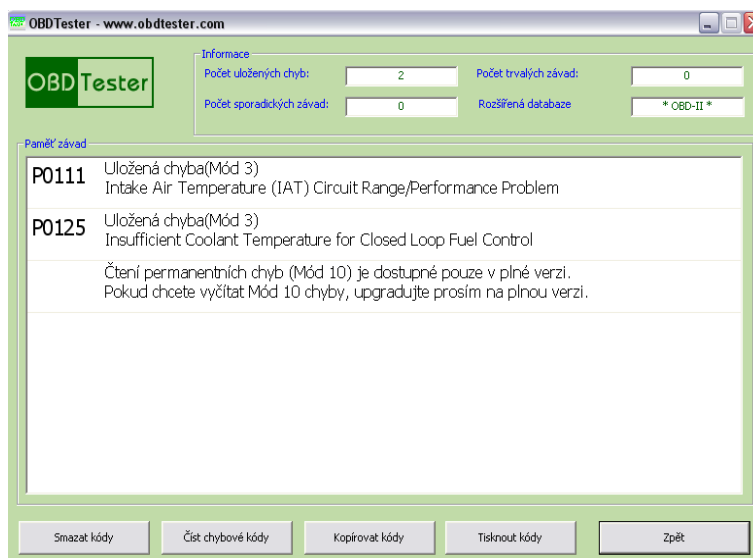 OBDTester - www.obdtester.com
OBD Tester
Informace
Počet uložených chyb: 2 Počet trvalých závad: 0
Počet sporadických závad: 0 Rozšířená databaze * OBD-II *
Paměť závad
P0111 Uložená chyba(Mód 3)
Intake Air Temperature (IAT) Circuit Range/Performance Problem
P0125 Uložená chyba(Mód 3)
Insufficient Coolant Temperature for Closed Loop Fuel Control
Čtení permanentních chyb (Mód 10) je dostupné pouze v plné verzi.
Pokud chcete vyčítat Mód 10 chyby, upgradujte prosím na plnou verzi.
Smazat kódy Číst chybové kódy Kopírovat kódy Tisknout kódy Zpět